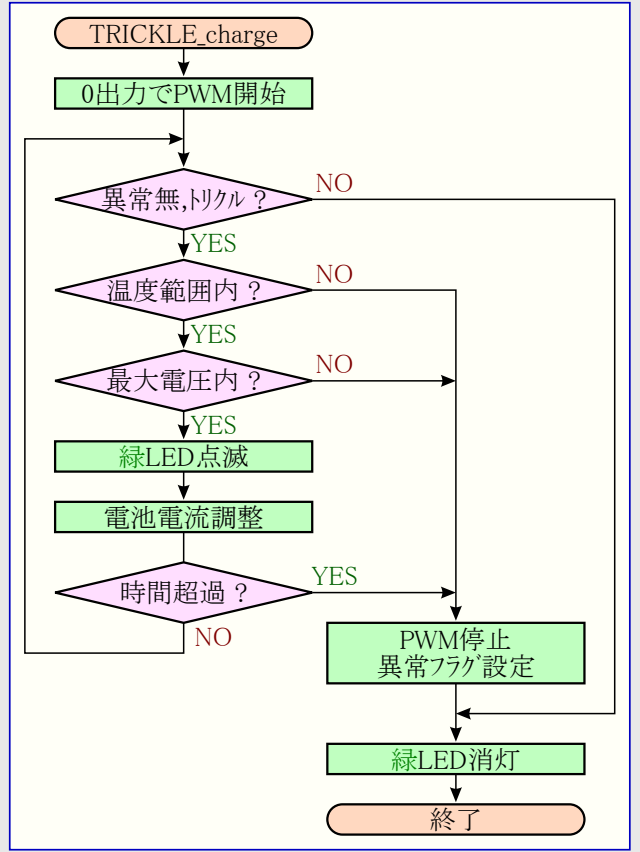 TRICKLE_charge
0出力でPWM開始
異常無,トリクル ?
NO
YES
温度範囲内 ?
NO
YES
最大電圧内 ?
NO
YES
緑LED点滅
電池電流調整
時間超過 ?
YES
NO
PWM停止
異常フラグ設定
緑LED消灯
終了